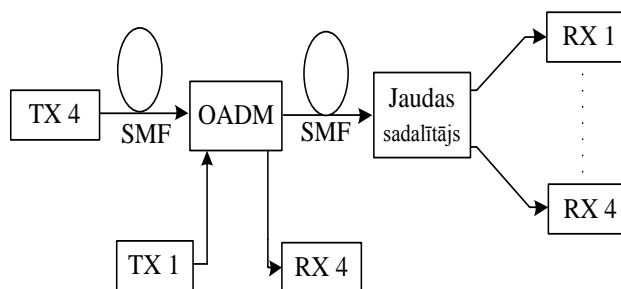 RX 1
TX 4
SMF
OADM
SMF
Jaudas
sadalītājs
RX 4
TX 1
RX 4